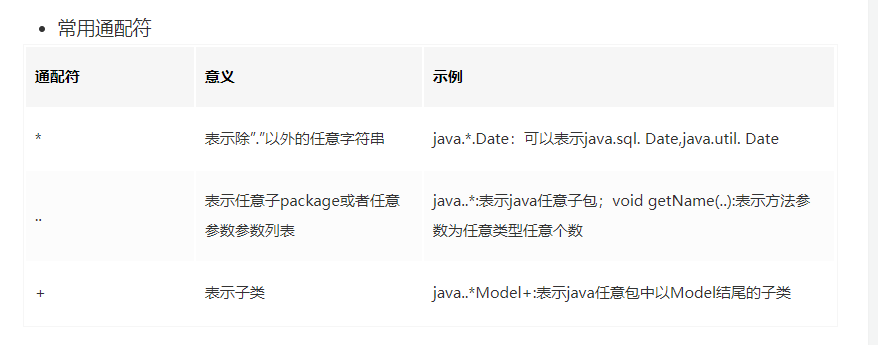 常用通配符
通配符 意义 示例
* 表示除”.”以外的任意字符串 java.*.Date：可以表示java.sql. Date,java.util. Date
.. 表示任意子package或者任意参数参数列表 java..*:表示java任意子包；void getName(..):表示方法参数为任意类型任意个数
+ 表示子类 java..*Model+:表示java任意包中以Model结尾的子类